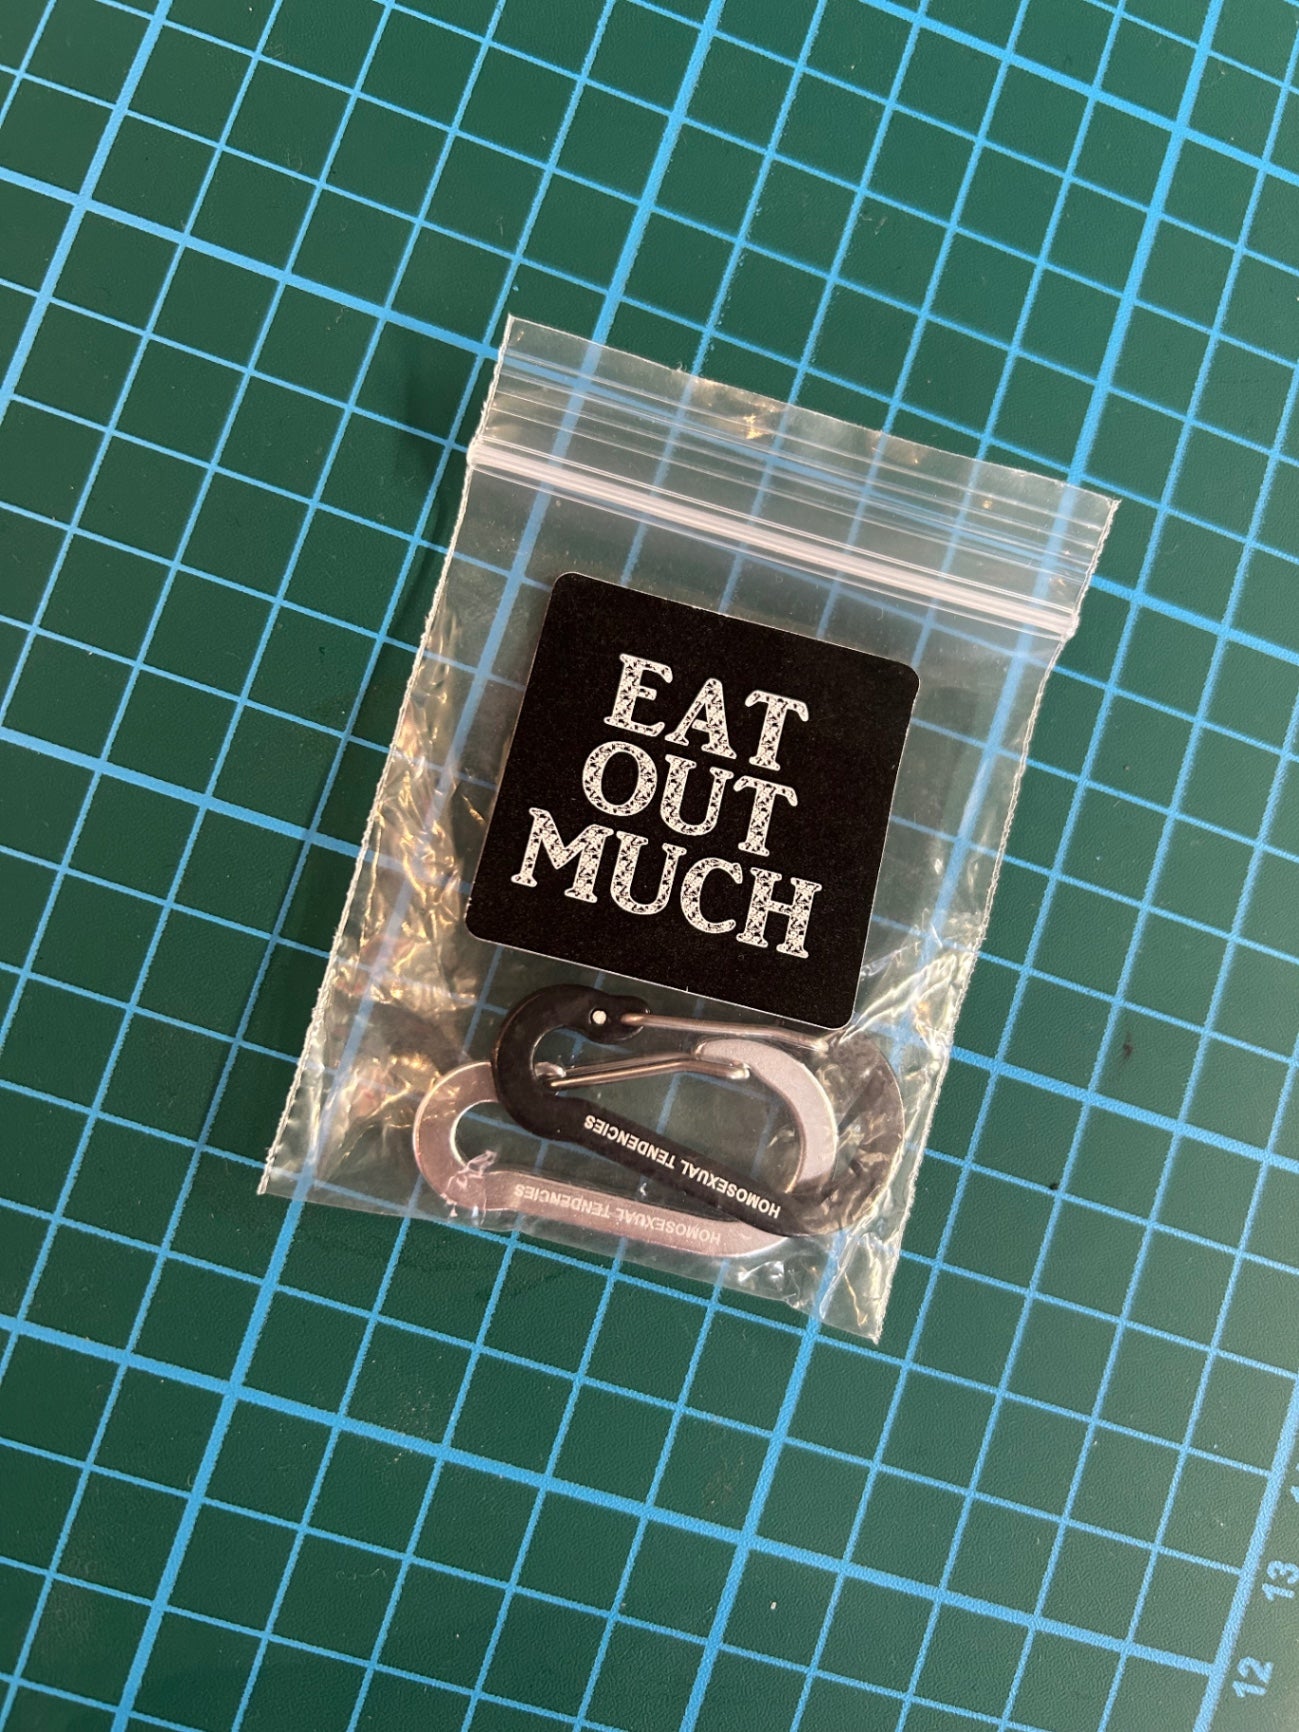 EAT
OUT
MUCH
HOMOSEXUAL TENDENCIES
HOMOSEXUAL TENDENCIES
13
12